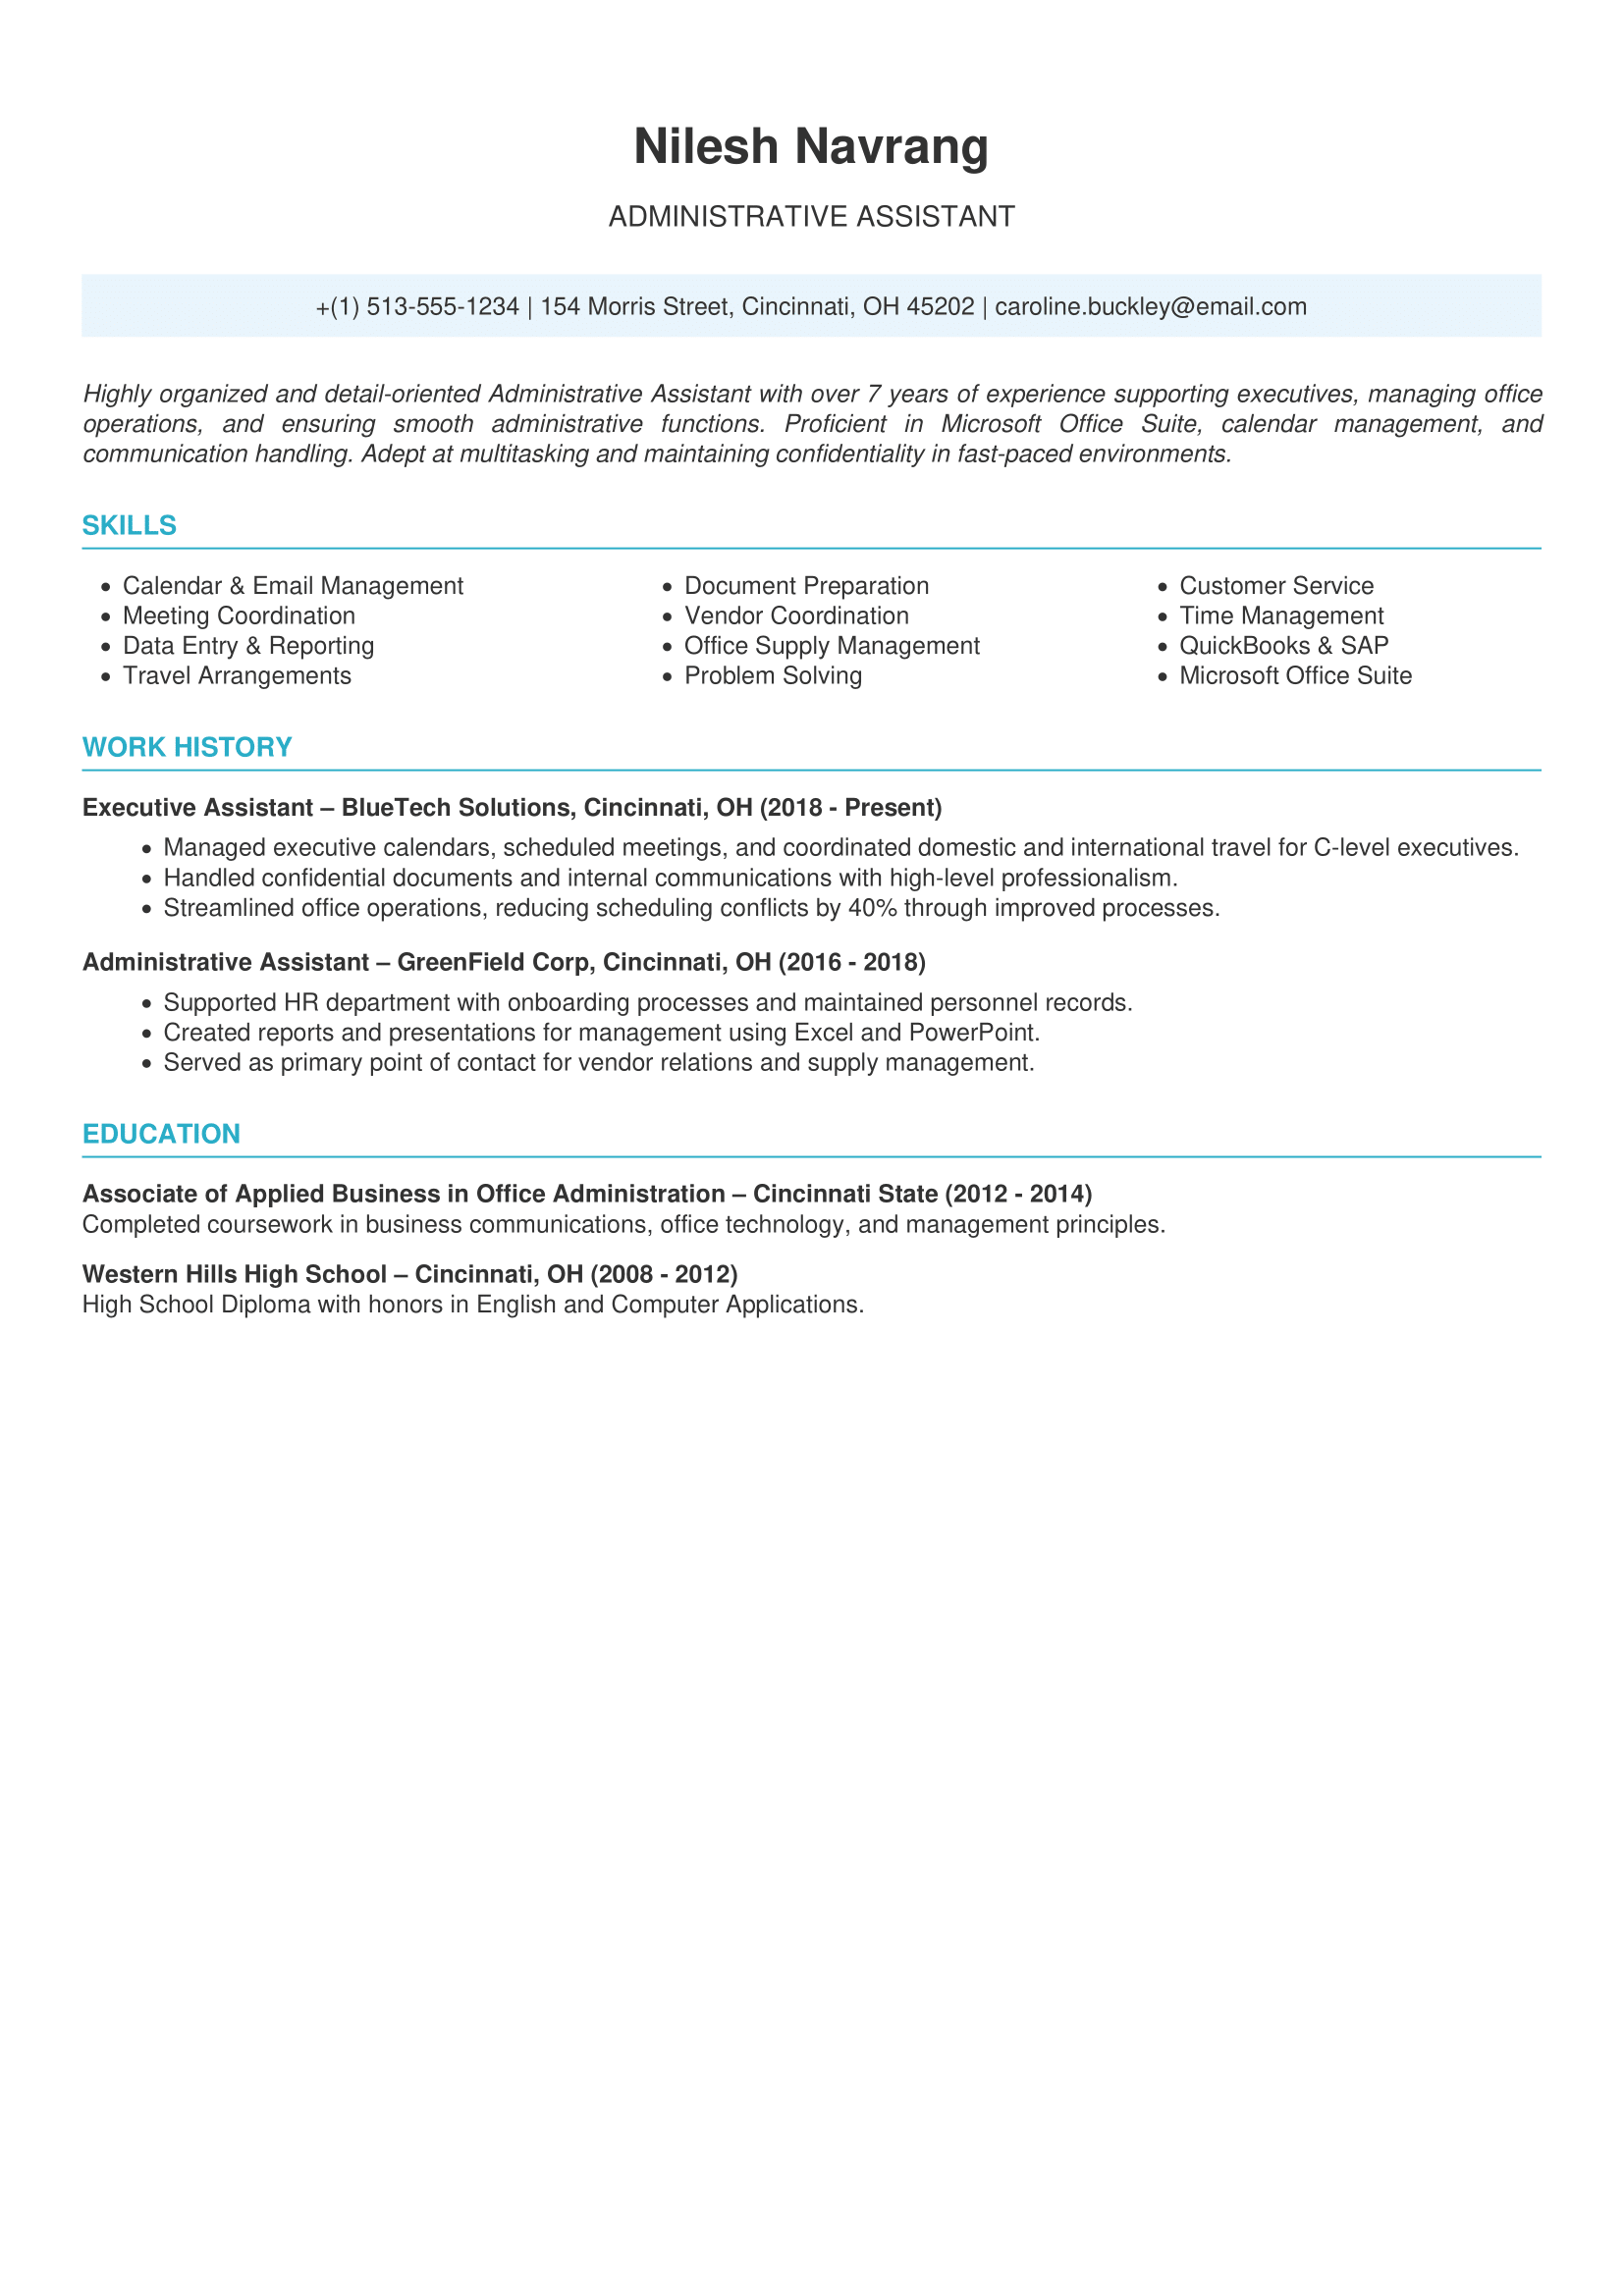 Nilesh Navrang
ADMINISTRATIVE ASSISTANT
+(1) 513-555-1234 | 154 Morris Street, Cincinnati, OH 45202 | caroline.buckley@email.com
Highly organized and detail-oriented Administrative Assistant with over 7 years of experience supporting executives, managing office
operations, and ensuring smooth administrative functions. Proficient in Microsoft Office Suite, calendar management, and
communication handling. Adept at multitasking and maintaining confidentiality in fast-paced environments.
SKILLS
• Calendar & Email Management
• Meeting Coordination
• Data Entry & Reporting
• Travel Arrangements
• Document Preparation
• Vendor Coordination
• Office Supply Management
• Problem Solving
• Customer Service
• Time Management
• QuickBooks & SAP
• Microsoft Office Suite
WORK HISTORY
Executive Assistant – BlueTech Solutions, Cincinnati, OH (2018 - Present)
• Managed executive calendars, scheduled meetings, and coordinated domestic and international travel for C-level executives.
• Handled confidential documents and internal communications with high-level professionalism.
• Streamlined office operations, reducing scheduling conflicts by 40% through improved processes.
Administrative Assistant – GreenField Corp, Cincinnati, OH (2016 - 2018)
• Supported HR department with onboarding processes and maintained personnel records.
• Created reports and presentations for management using Excel and PowerPoint.
• Served as primary point of contact for vendor relations and supply management.
EDUCATION
Associate of Applied Business in Office Administration – Cincinnati State (2012 - 2014)
Completed coursework in business communications, office technology, and management principles.
Western Hills High School – Cincinnati, OH (2008 - 2012)
High School Diploma with honors in English and Computer Applications.